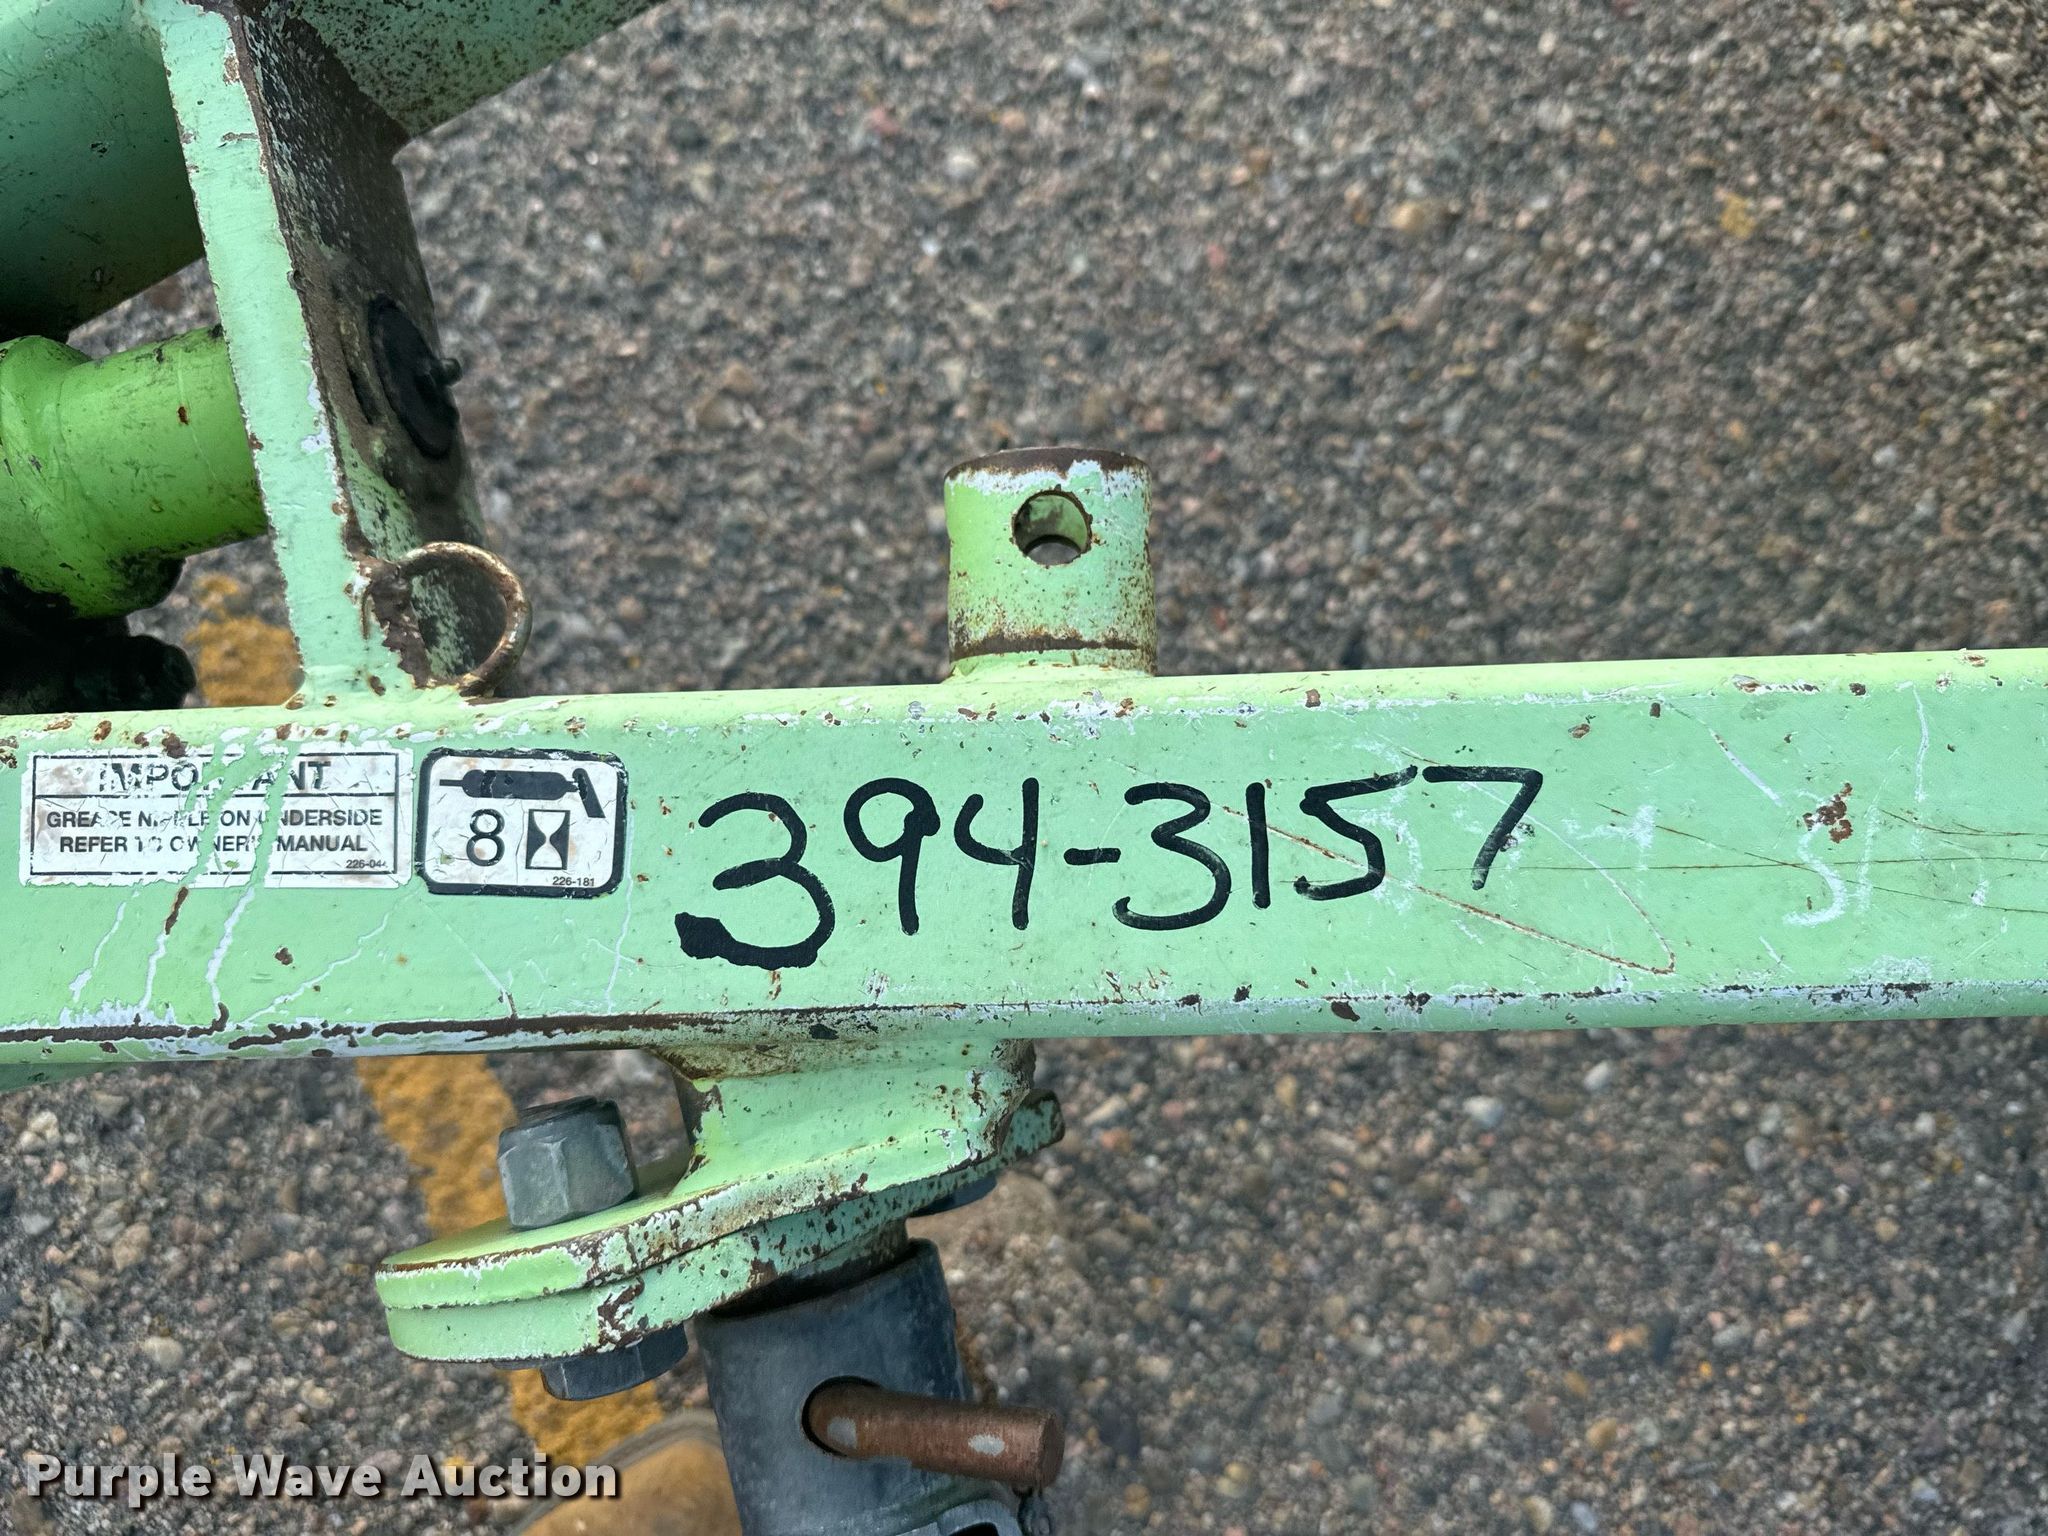 IMPORTANT
GREASE NIPPLE ON UNDERSIDE
REFER TO OWNER'S MANUAL
226-044
8
226-181
394-3157
Purple Wave Auction